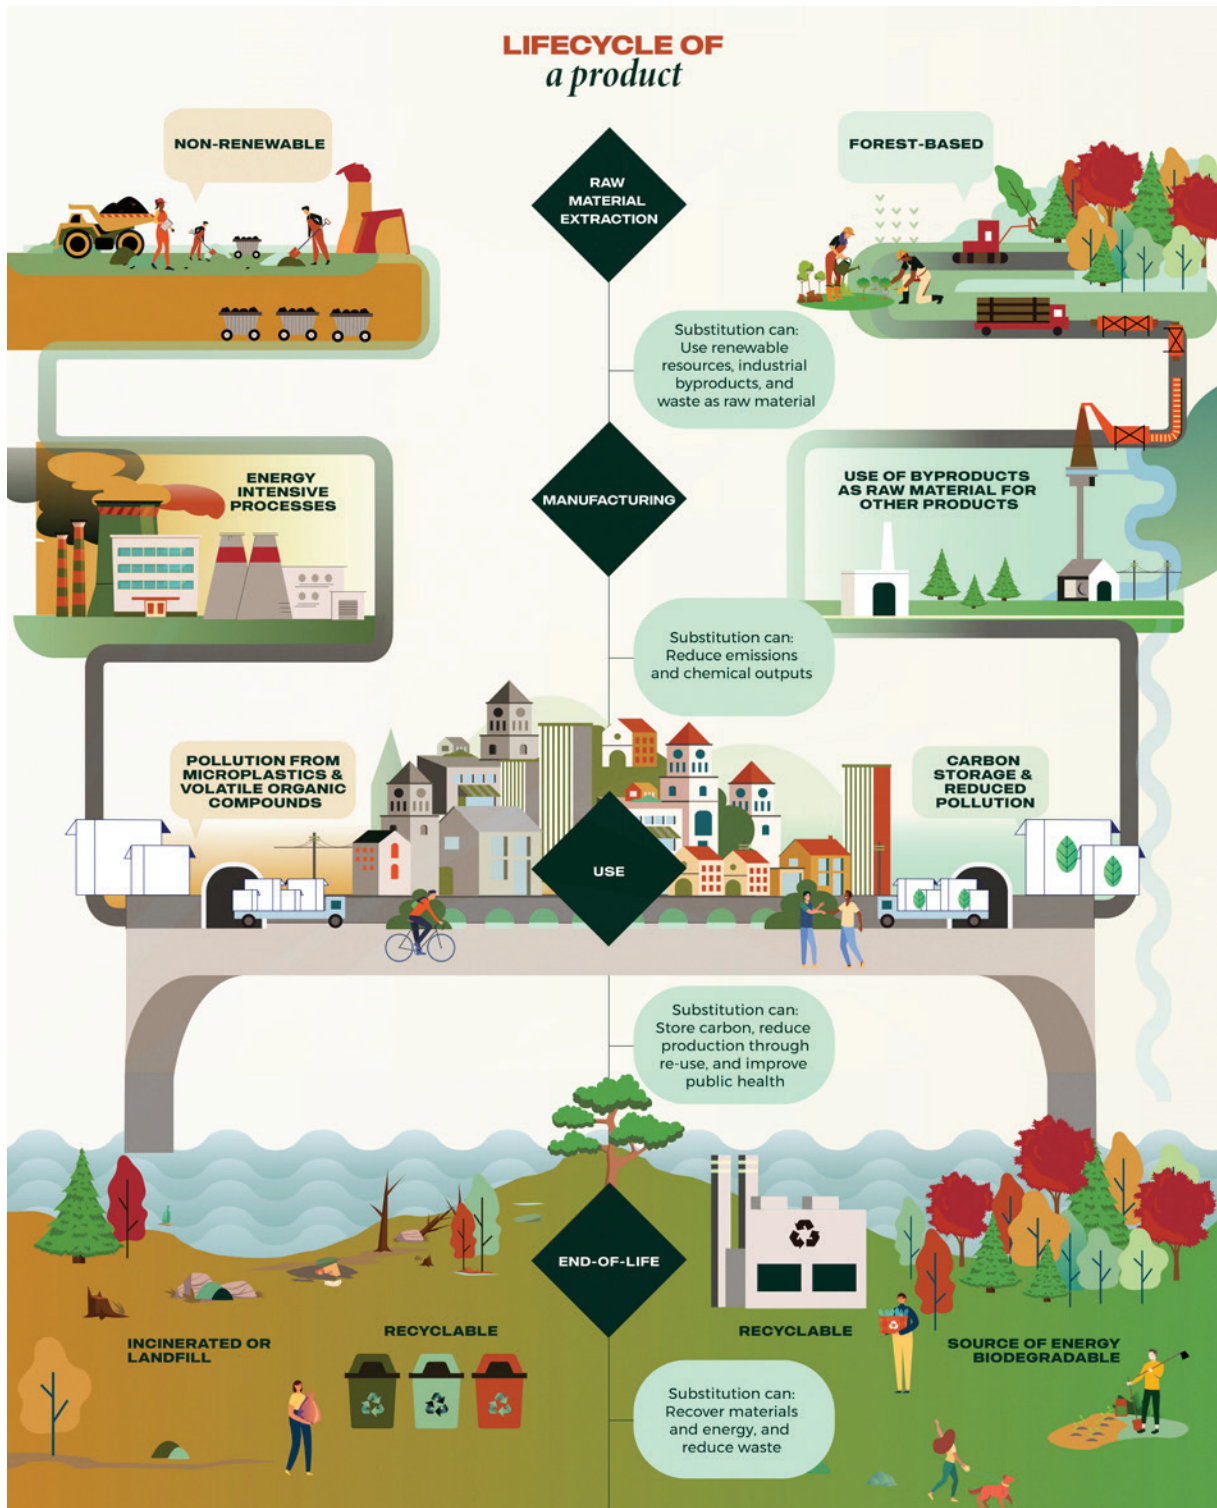 LIFECYCLE OF
a product
NON-RENEWABLE
RAW
MATERIAL
EXTRACTION
FOREST-BASED
Substitution can:
Use renewable
resources, industrial
byproducts, and
waste as raw material
ENERGY
INTENSIVE
PROCESSES
MANUFACTURING
USE OF BYPRODUCTS
AS RAW MATERIAL FOR
OTHER PRODUCTS
Substitution can:
Reduce emissions
and chemical outputs
POLLUTION FROM
MICROPLASTICS &
VOLATILE ORGANIC
COMPOUNDS
USE
CARBON
STORAGE &
REDUCED
POLLUTION
Substitution can:
Store carbon, reduce
production through
re-use, and improve
public health
END-OF-LIFE
INCINERATED OR
LANDFILL
RECYCLABLE
RECYCLABLE
SOURCE OF ENERGY
BIODEGRADABLE
Substitution can:
Recover materials
and energy, and
reduce waste